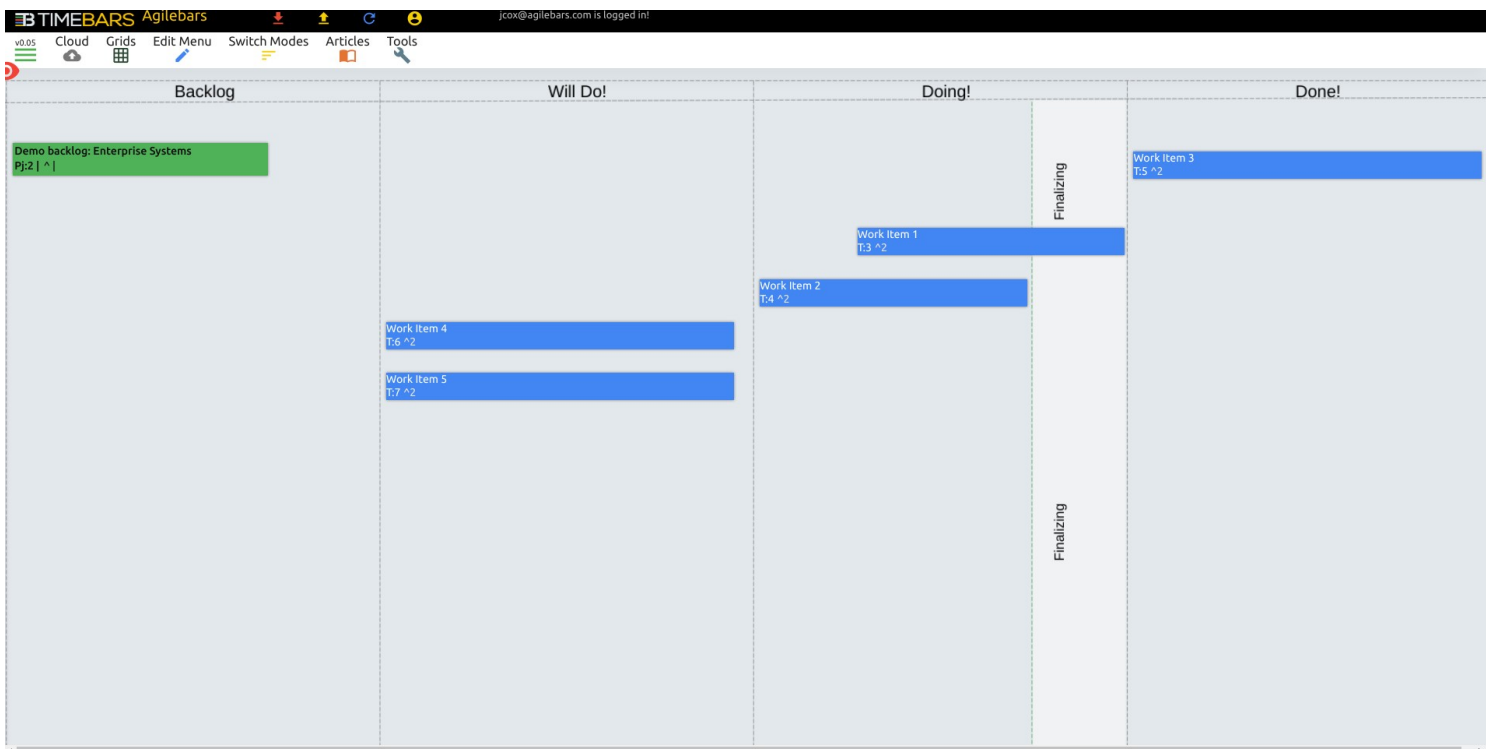 TIMEBARS Agilebars
jcox@agilebars.com is logged in!
v0.05 Cloud Grids Edit Menu Switch Modes Articles Tools
Backlog Will Do! Doing! Done!
Demo backlog: Enterprise Systems
Pj:2 | ^ |
Work Item 3
T:5 ^2
Finalizing
Work Item 1
T:3 ^2
Work Item 2
T:4 ^2
Work Item 4
T:6 ^2
Work Item 5
T:7 ^2
Finalizing